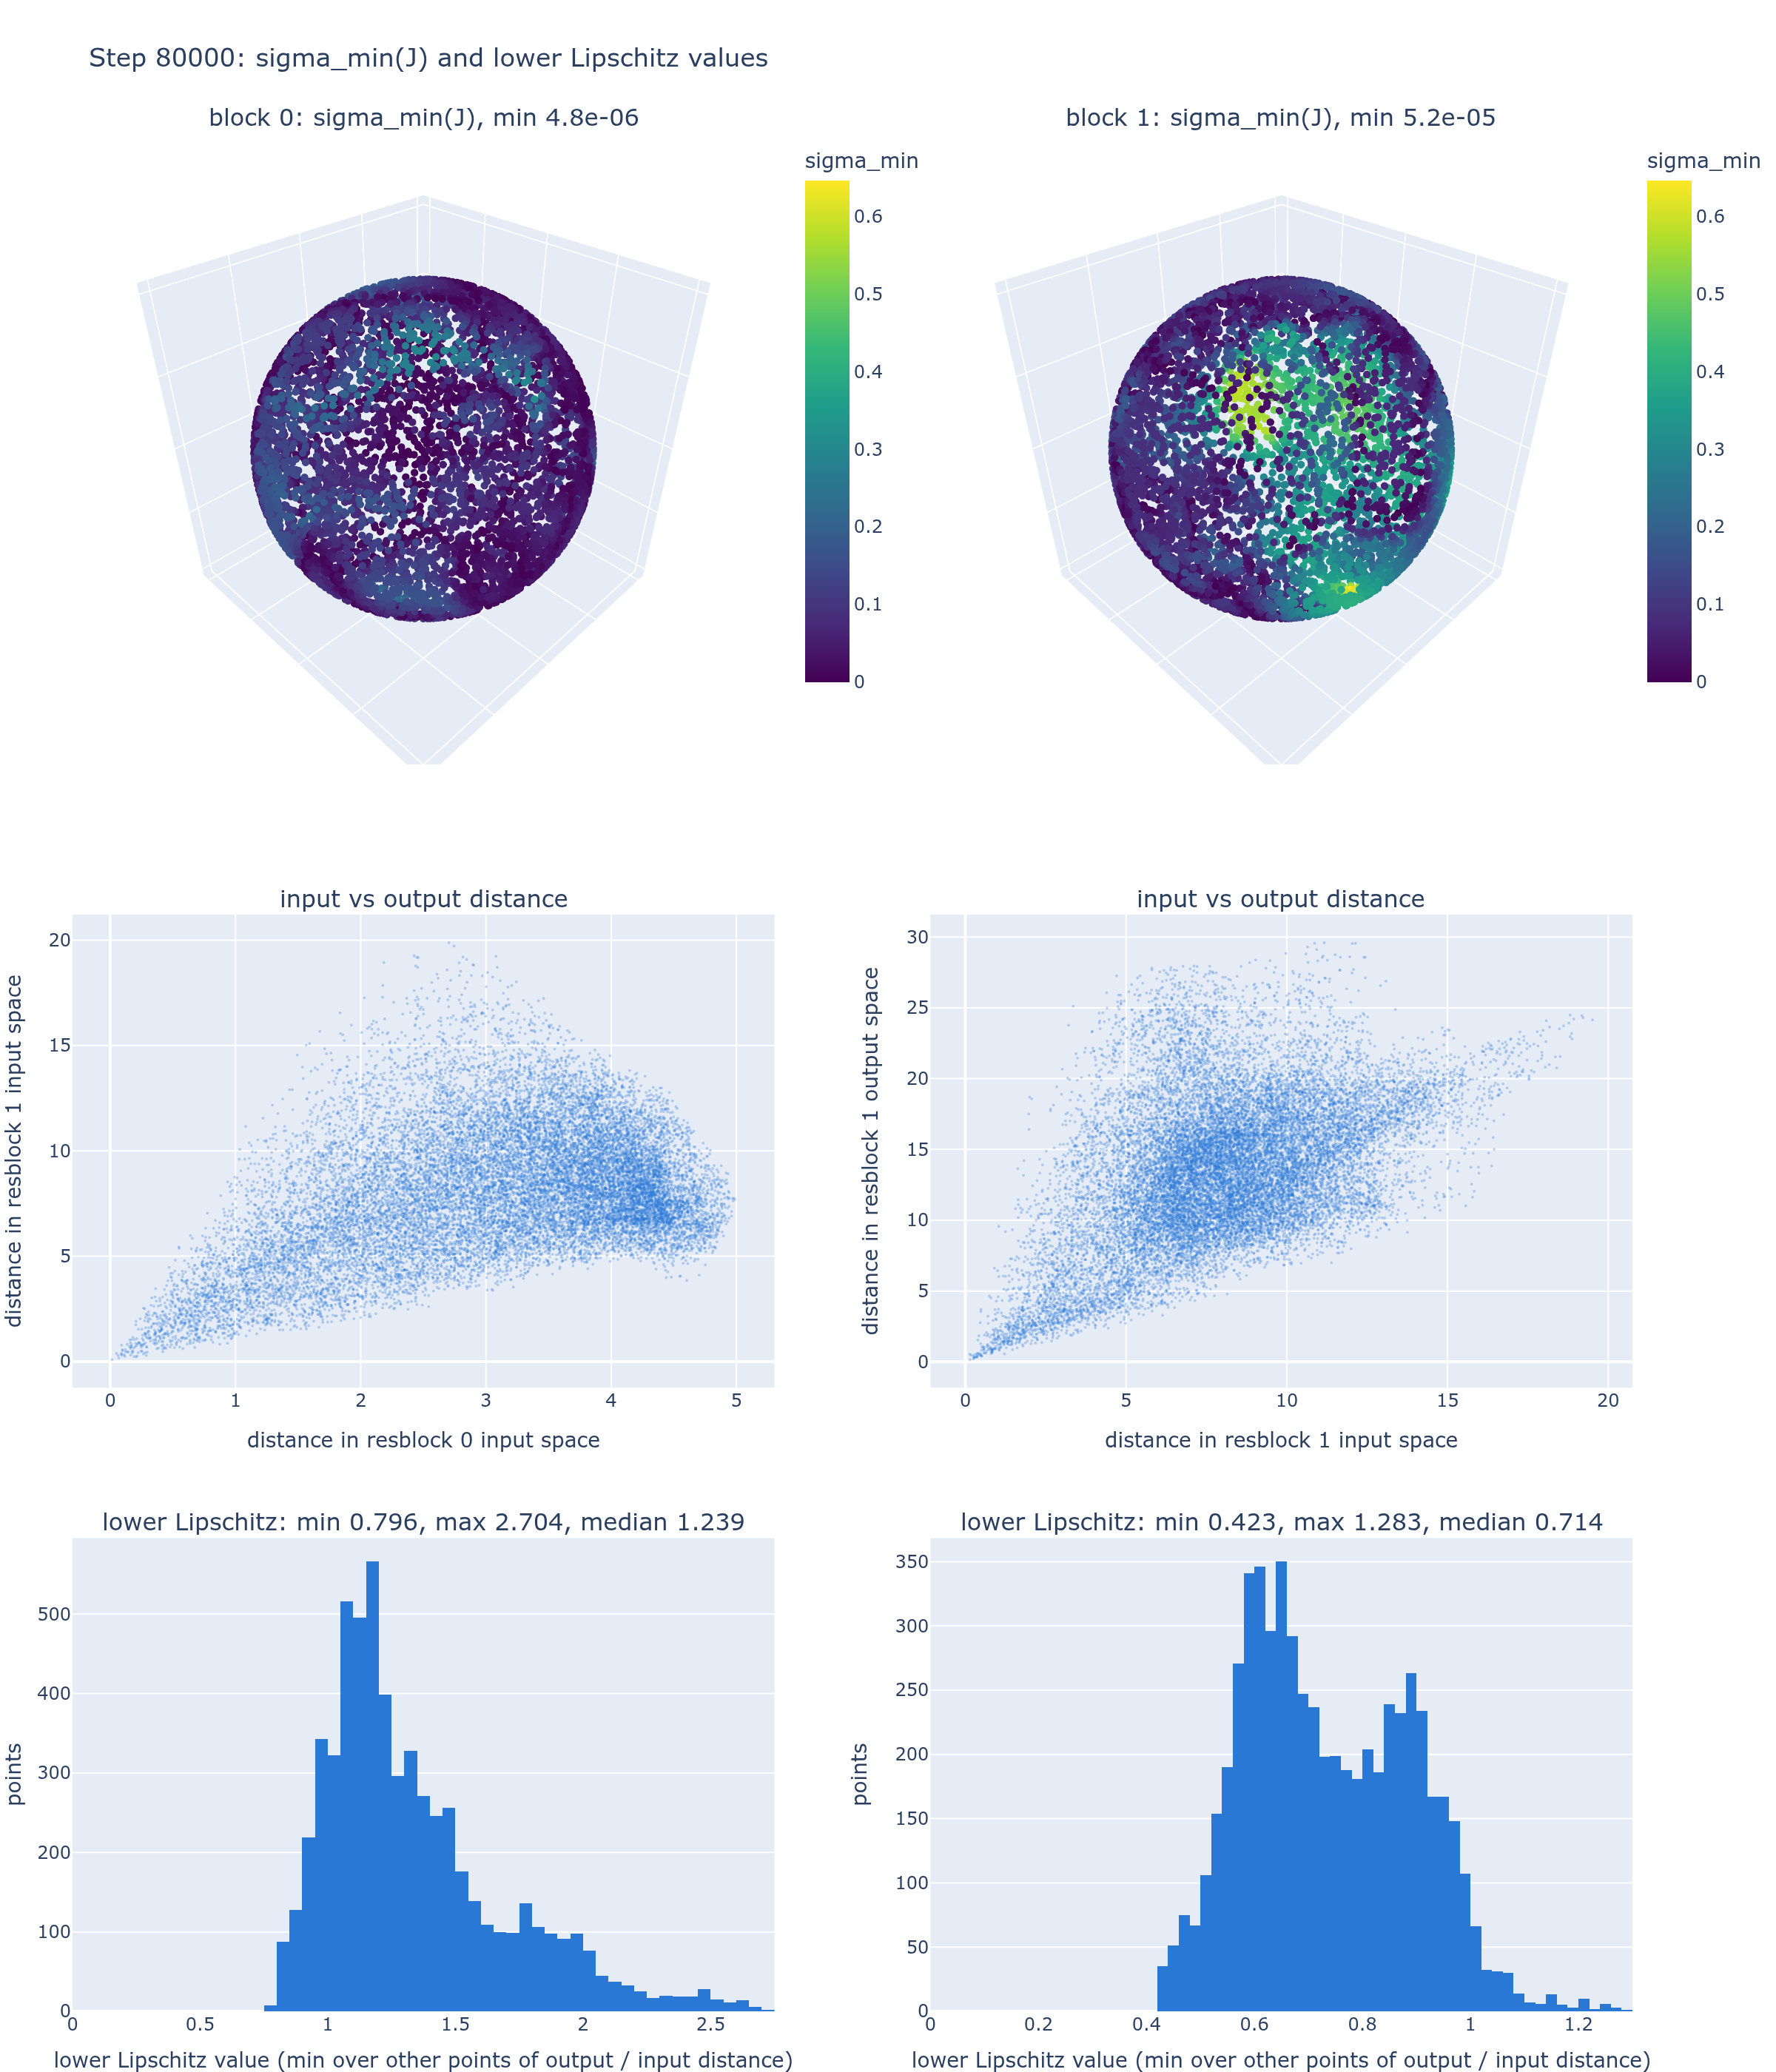 Step 80000: sigma_min(J) and lower Lipschitz values
block 0: sigma_min(J), min 4.8e-06
block 1: sigma_min(J), min 5.2e-05
sigma_min
0.6
0.5
0.4
0.3
0.2
0.1
0
sigma_min
0.6
0.5
0.4
0.3
0.2
0.1
0
input vs output distance
distance in resblock 1 input space
20
15
10
5
0
0 1 2 3 4 5
distance in resblock 0 input space
input vs output distance
distance in resblock 1 output space
30
25
20
15
10
5
0
0 5 10 15 20
distance in resblock 1 input space
lower Lipschitz: min 0.796, max 2.704, median 1.239
points
500
400
300
200
100
0
0 0.5 1 1.5 2 2.5
lower Lipschitz value (min over other points of output / input distance)
lower Lipschitz: min 0.423, max 1.283, median 0.714
points
350
300
250
200
150
100
50
0
0 0.2 0.4 0.6 0.8 1 1.2
lower Lipschitz value (min over other points of output / input distance)